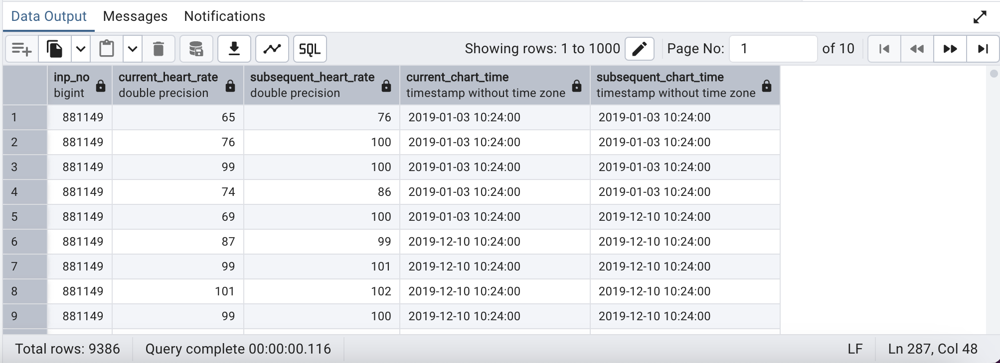 Data Output Messages Notifications
SQL Showing rows: 1 to 1000 Page No: 1 of 10
inp_no current_heart_rate subsequent_heart_rate current_chart_time subsequent_chart_time
bigint double precision double precision timestamp without time zone timestamp without time zone
1 881149 65 76 2019-01-03 10:24:00 2019-01-03 10:24:00
2 881149 76 100 2019-01-03 10:24:00 2019-01-03 10:24:00
3 881149 99 100 2019-01-03 10:24:00 2019-01-03 10:24:00
4 881149 74 86 2019-01-03 10:24:00 2019-01-03 10:24:00
5 881149 69 100 2019-01-03 10:24:00 2019-12-10 10:24:00
6 881149 87 99 2019-12-10 10:24:00 2019-12-10 10:24:00
7 881149 99 101 2019-12-10 10:24:00 2019-12-10 10:24:00
8 881149 101 102 2019-12-10 10:24:00 2019-12-10 10:24:00
9 881149 99 100 2019-12-10 10:24:00 2019-12-10 10:24:00
Total rows: 9386 Query complete 00:00:00.116 LF Ln 287, Col 48